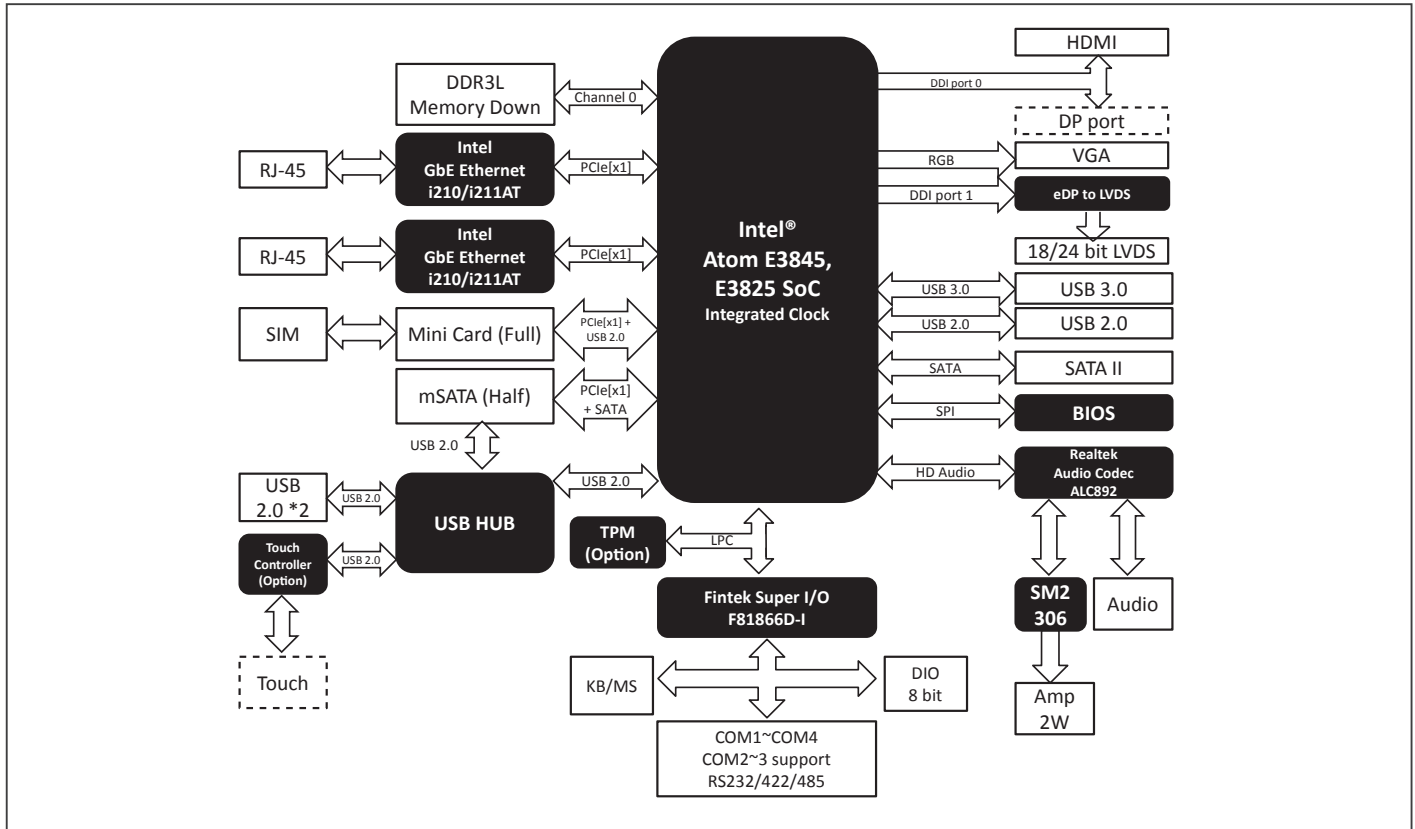 HDMI
DDR3L
Memory Down
Channel 0
DDI port 0
DP port
RJ-45
Intel
GbE Ethernet
i210/i211AT
PCIe[x1]
RGB
VGA
DDI port 1
eDP to LVDS
RJ-45
Intel
GbE Ethernet
i210/i211AT
PCIe[x1]
Intel®
Atom E3845,
E3825 SoC
Integrated Clock
18/24 bit LVDS
USB 3.0
USB 3.0
SIM
Mini Card (Full)
PCIe[x1] +
USB 2.0
USB 2.0
USB 2.0
SATA
SATA II
mSATA (Half)
PCIe[x1]
+ SATA
SPI
BIOS
USB 2.0
HD Audio
Realtek
Audio Codec
ALC892
USB
2.0 *2
USB 2.0
USB HUB
USB 2.0
Touch
Controller
(Option)
USB 2.0
TPM
(Option)
LPC
Fintek Super I/O
F81866D-I
SM2
306
Audio
Touch
KB/MS
DIO
8 bit
Amp
2W
COM1~COM4
COM2~3 support
RS232/422/485